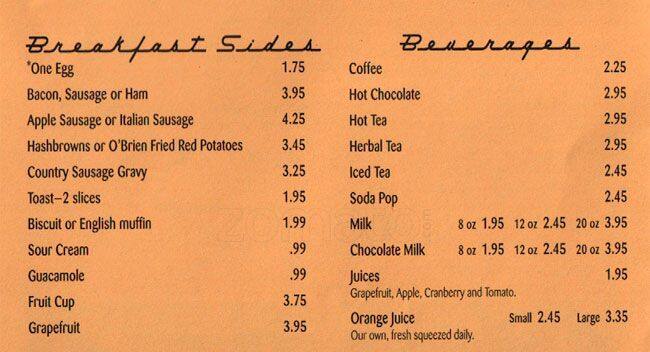 Breakfast Sides
*One Egg 1.75
Bacon, Sausage or Ham 3.95
Apple Sausage or Italian Sausage 4.25
Hashbrowns or O'Brien Fried Red Potatoes 3.45
Country Sausage Gravy 3.25
Toast–2 slices 1.95
Biscuit or English muffin 1.99
Sour Cream .99
Guacamole .99
Fruit Cup 3.75
Grapefruit 3.95
Beverages
Coffee 2.25
Hot Chocolate 2.95
Hot Tea 2.95
Herbal Tea 2.95
Iced Tea 2.45
Soda Pop 2.45
Milk 8 oz 1.95 12 oz 2.45 20 oz 3.95
Chocolate Milk 8 oz 1.95 12 oz 2.45 20 oz 3.95
Juices 1.95
Grapefruit, Apple, Cranberry and Tomato.
Orange Juice Small 2.45 Large 3.35
Our own, fresh squeezed daily.